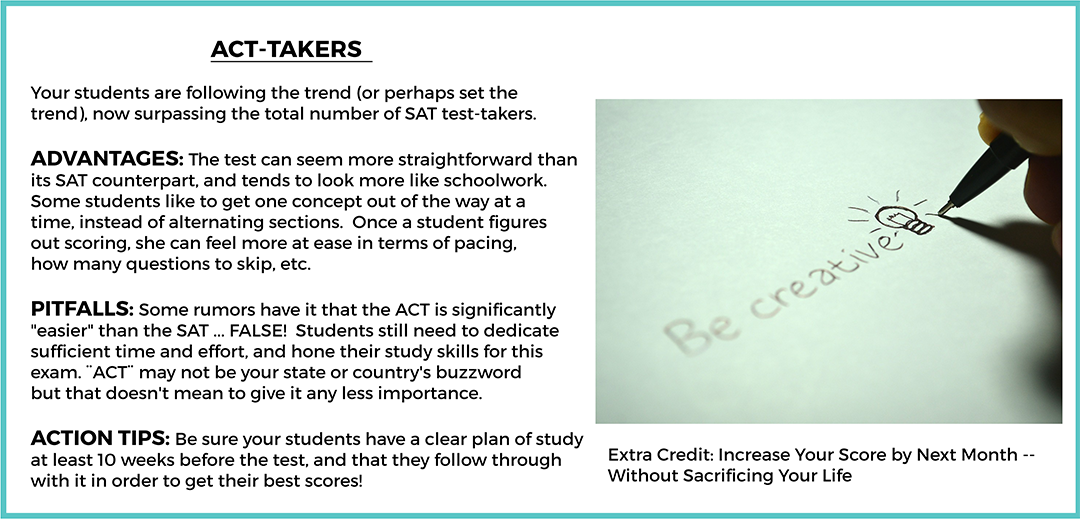 ACT-TAKERS
Your students are following the trend (or perhaps set the
trend), now surpassing the total number of SAT test-takers.
ADVANTAGES: The test can seem more straightforward than
its SAT counterpart, and tends to look more like schoolwork.
Some students like to get one concept out of the way at a
time, instead of alternating sections.  Once a student figures
out scoring, she can feel more at ease in terms of pacing,
how many questions to skip, etc.
PITFALLS: Some rumors have it that the ACT is significantly
"easier" than the SAT ... FALSE!  Students still need to dedicate
sufficient time and effort, and hone their study skills for this
exam. ¨ACT¨ may not be your state or country's buzzword
but that doesn't mean to give it any less importance.
ACTION TIPS: Be sure your students have a clear plan of study
at least 10 weeks before the test, and that they follow through
with it in order to get their best scores!
Be creative
Extra Credit: Increase Your Score by Next Month --
Without Sacrificing Your Life